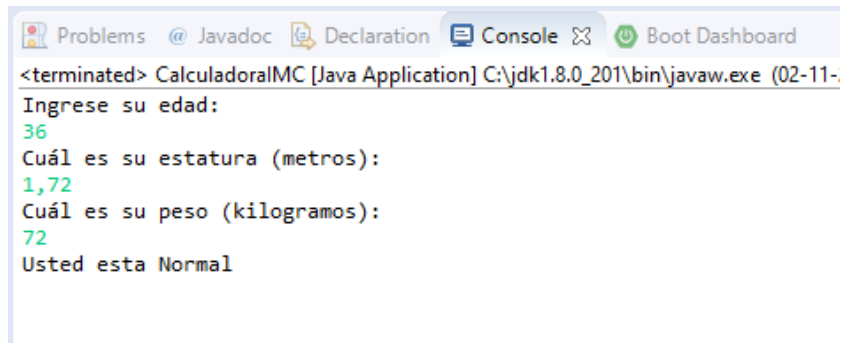 Problems @ Javadoc Declaration Console Boot Dashboard
<terminated> CalculadoraIMC [Java Application] C:\jdk1.8.0_201\bin\javaw.exe (02-11-
Ingrese su edad:
36
Cuál es su estatura (metros):
1,72
Cuál es su peso (kilogramos):
72
Usted esta Normal